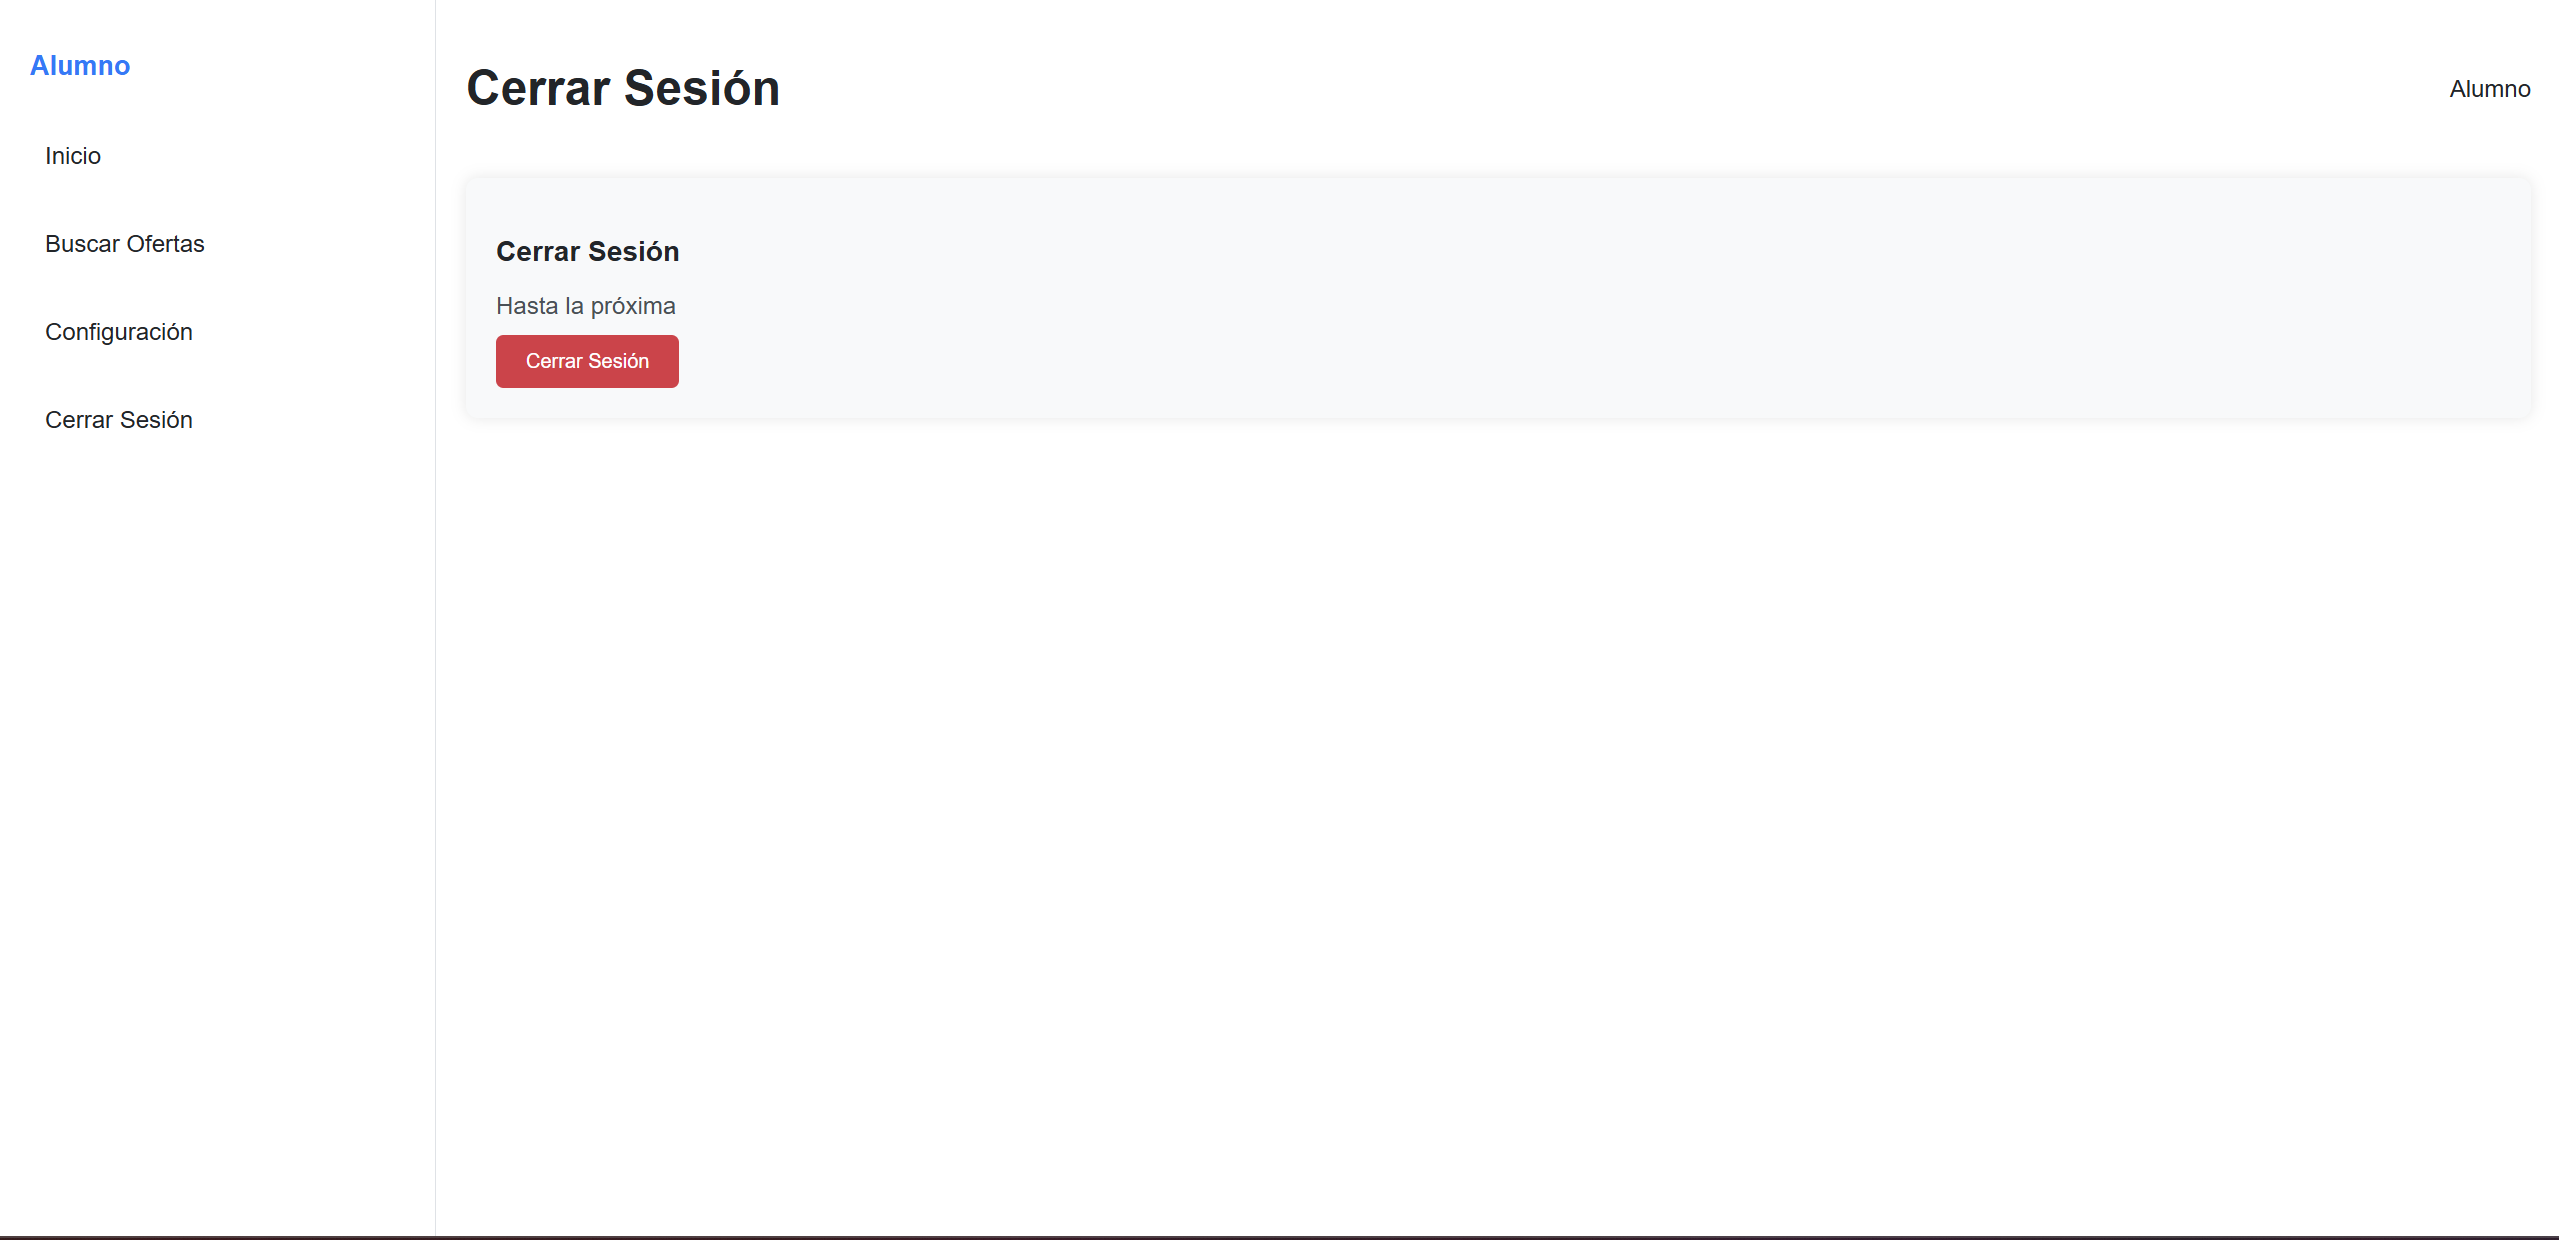 Alumno
Inicio
Buscar Ofertas
Configuración
Cerrar Sesión
Cerrar Sesión
Alumno
Cerrar Sesión
Hasta la próxima
Cerrar Sesión